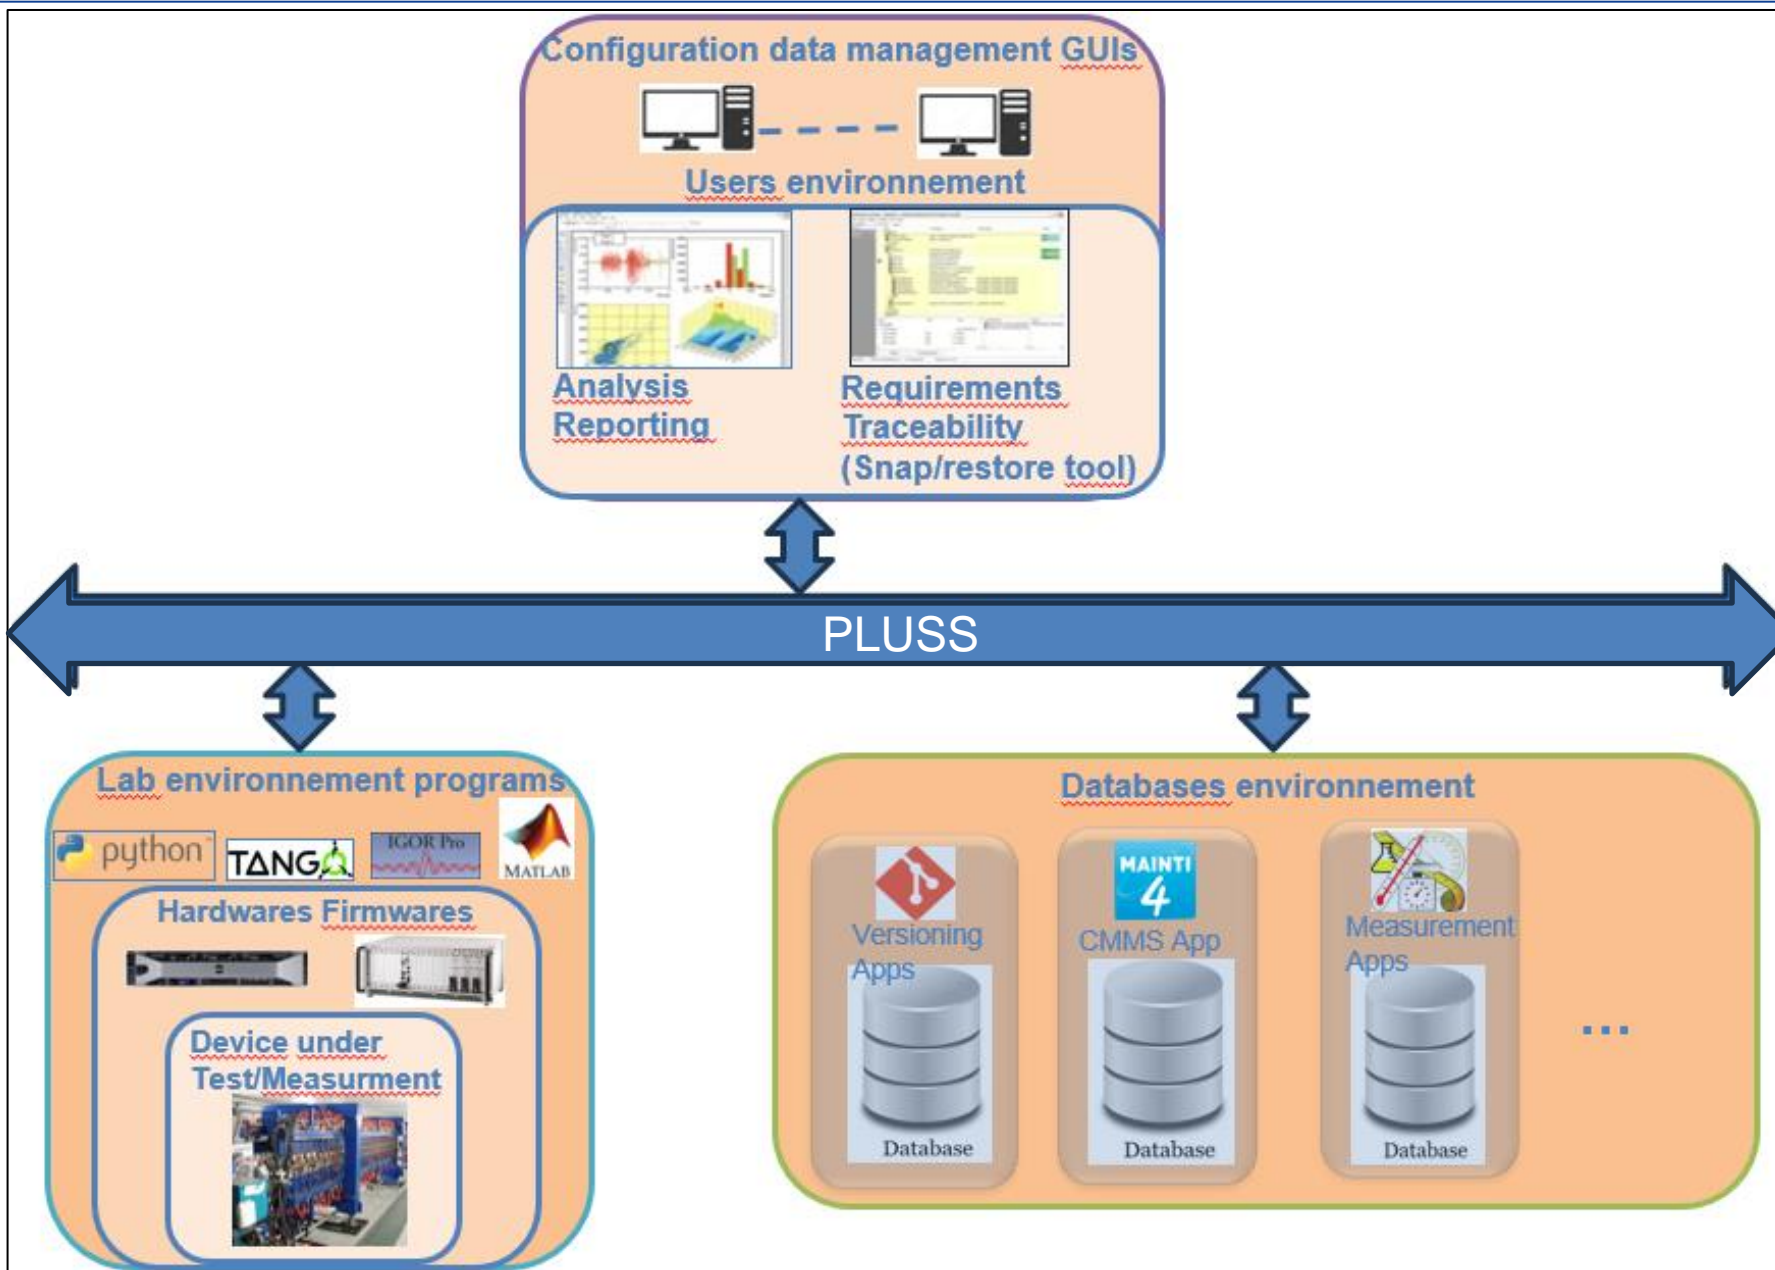 Configuration data management GUIs
Users environnement
Analysis
Reporting
Requirements
Traceability
(Snap/restore tool)
PLUSS
Lab environnement programs
python
TANGO
IGOR Pro
MATLAB
Hardwares Firmwares
Device under
Test/Measurment
Databases environnement
Versioning
Apps
Database
MAINTI
4
CMMS App
Database
Measurement
Apps
Database
...